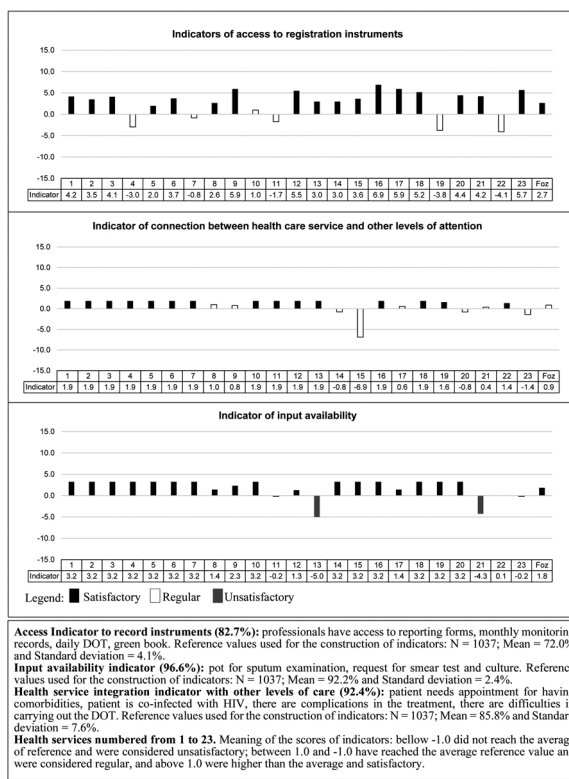 Indicators of access to registration instruments
15.0
10.0
5.0
0.0
-5.0
-10.0
-15.0
1 2 3 4 5 6 7 8 9 10 11 12 13 14 15 16 17 18 19 20 21 22 23 Foz
Indicator 4.2 3.5 4.1 -3.0 2.0 3.7 -0.8 2.6 5.9 1.0 -1.7 5.5 3.0 3.0 3.6 6.9 5.9 5.2 -3.8 4.4 4.2 -4.1 5.7 2.7
Indicator of connection between health care service and other levels of attention
15.0
10.0
5.0
0.0
-5.0
-10.0
-15.0
1 2 3 4 5 6 7 8 9 10 11 12 13 14 15 16 17 18 19 20 21 22 23 Foz
Indicator 1.9 1.9 1.9 1.9 1.9 1.9 1.9 1.0 0.8 1.9 1.9 1.9 1.9 -0.8 -6.9 1.9 0.6 1.9 1.6 -0.8 0.4 1.4 -1.4 0.9
Indicator of input availability
15.0
10.0
5.0
0.0
-5.0
-10.0
-15.0
1 2 3 4 5 6 7 8 9 10 11 12 13 14 15 16 17 18 19 20 21 22 23 Foz
Indicator 3.2 3.2 3.2 3.2 3.2 3.2 3.2 1.4 2.3 3.2 -0.2 1.3 -5.0 3.2 3.2 3.2 1.4 3.2 3.2 3.2 -4.3 0.1 -0.2 1.8
Legend: Satisfactory Regular Unsatisfactory
Access Indicator to record instruments (82.7%): professionals have access to reporting forms, monthly monitorin
records, daily DOT, green book. Reference values used for the construction of indicators: N = 1037; Mean = 72.0%
and Standard deviation = 4.1%.
Input availability indicator (96.6%): pot for sputum examination, request for smear test and culture. Referenc
values used for the construction of indicators: N = 1037; Mean = 92.2% and Standard deviation = 2.4%.
Health service integration indicator with other levels of care (92.4%): patient needs appointment for havin
comorbidities, patient is co-infected with HIV, there are complications in the treatment, there are difficulties i
carrying out the DOT. Reference values used for the construction of indicators: N = 1037; Mean = 85.8% and Standar
deviation = 7.6%.
Health services numbered from 1 to 23. Meaning of the scores of indicators: bellow -1.0 did not reach the averag
of reference and were considered unsatisfactory; between 1.0 and -1.0 have reached the average reference value an
were considered regular, and above 1.0 were higher than the average and satisfactory.